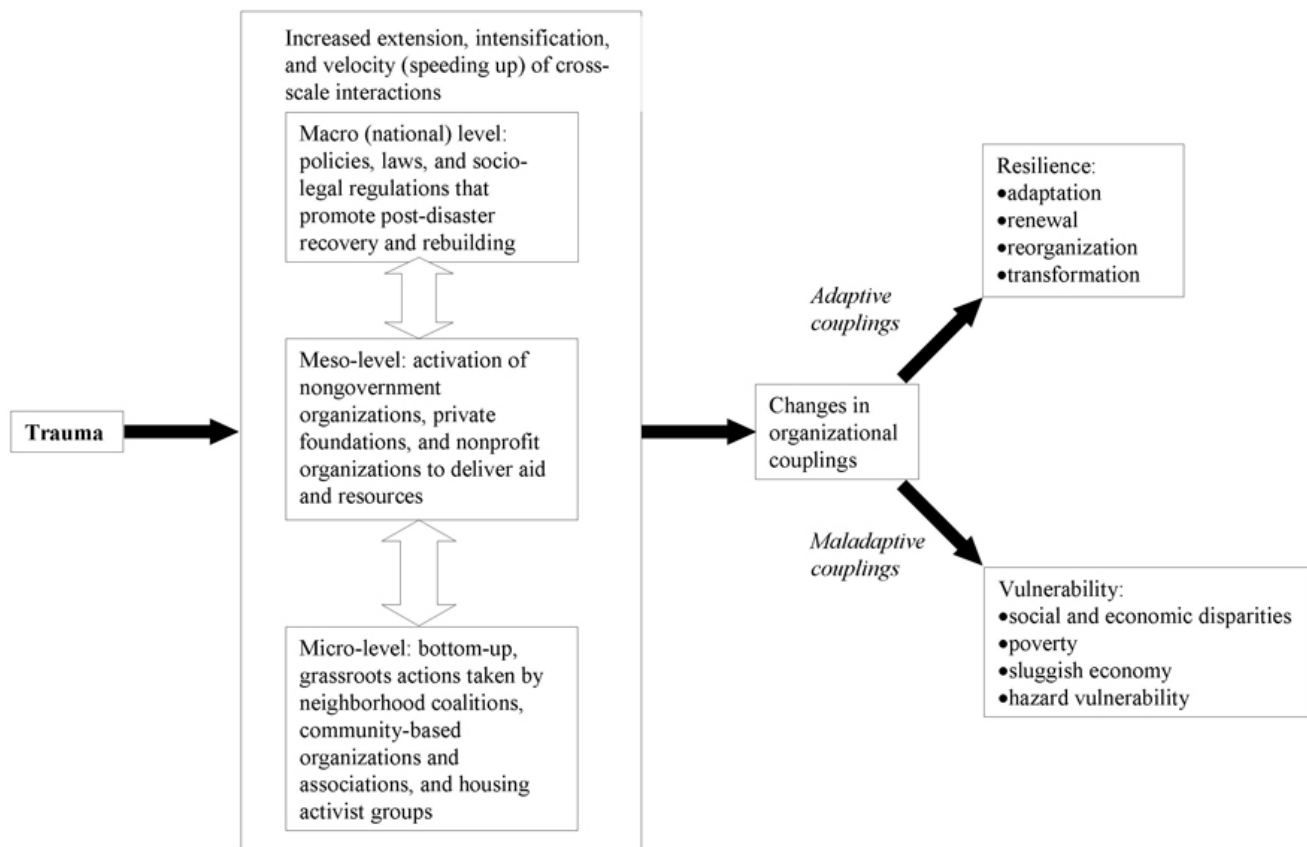 Trauma
Increased extension, intensification,
and velocity (speeding up) of cross-
scale interactions
Macro (national) level:
policies, laws, and socio-
legal regulations that
promote post-disaster
recovery and rebuilding
Meso-level: activation of
nongovernment
organizations, private
foundations, and nonprofit
organizations to deliver aid
and resources
Micro-level: bottom-up,
grassroots actions taken by
neighborhood coalitions,
community-based
organizations and
associations, and housing
activist groups
Changes in
organizational
couplings
Adaptive
couplings
Resilience:
•adaptation
•renewal
•reorganization
•transformation
Maladaptive
couplings
Vulnerability:
•social and economic disparities
•poverty
•sluggish economy
•hazard vulnerability